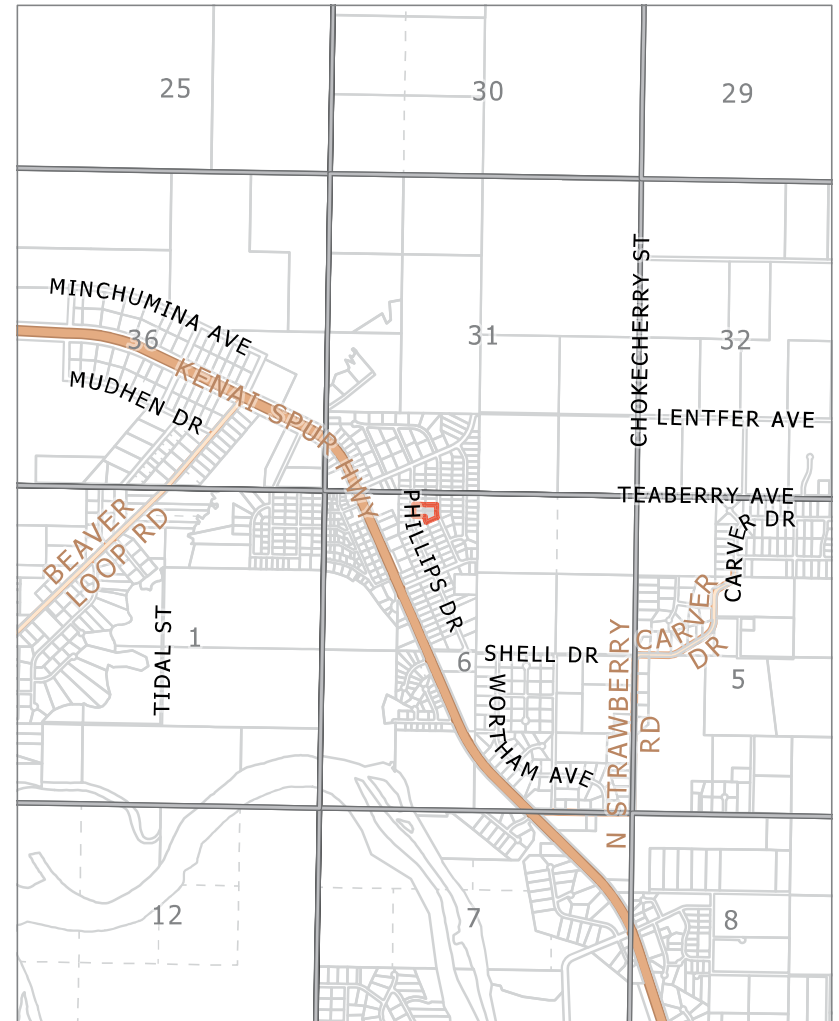 25
30
29
CHOKECHERRY ST
MINCHUMINA AVE
36
31
32
KENAI SPUR HWY
MUDHEN DR
LENTFER AVE
TEABERRY AVE
PHILLIPS DR
CARVER DR
BEAVER
LOOP RD
CARVER
DR
TIDAL ST
1
6
SHELL DR
5
N STRAWBERRY
RD
WORTHAM AVE
12
7
8